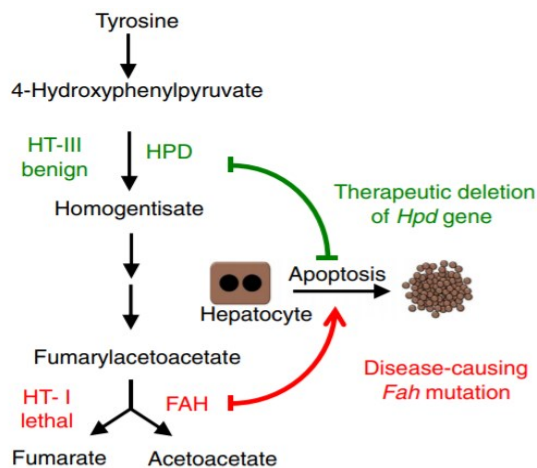 Tyrosine
4-Hydroxyphenylpyruvate
HT-III
benign
HPD
Therapeutic deletion
of Hpd gene
Homogentisate
Apoptosis
Hepatocyte
Fumarylacetoacetate
Disease-causing
Fah mutation
HT- I
lethal
FAH
Fumarate
Acetoacetate